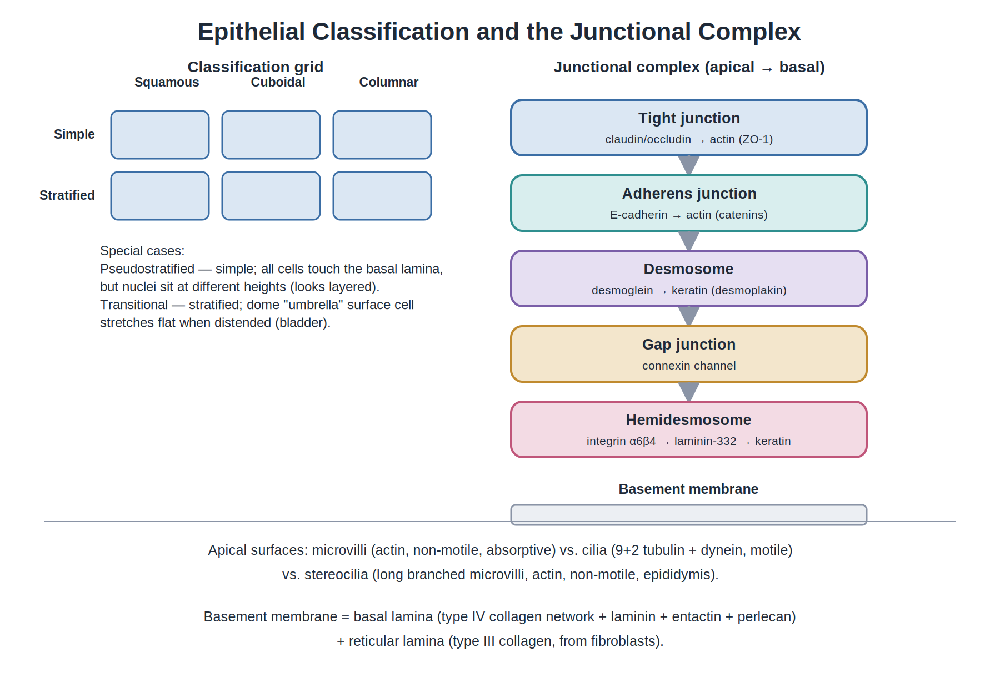 Epithelial Classification and the Junctional Complex
Classification grid
Squamous Cuboidal Columnar
Simple
Stratified
Special cases:
Pseudostratified — simple; all cells touch the basal lamina,
but nuclei sit at different heights (looks layered).
Transitional — stratified; dome "umbrella" surface cell
stretches flat when distended (bladder).
Junctional complex (apical → basal)
Tight junction
claudin/occludin → actin (ZO-1)
Adherens junction
E-cadherin → actin (catenins)
Desmosome
desmoglein → keratin (desmoplakin)
Gap junction
connexin channel
Hemidesmosome
integrin α6β4 → laminin-332 → keratin
Basement membrane
Apical surfaces: microvilli (actin, non-motile, absorptive) vs. cilia (9+2 tubulin + dynein, motile)
vs. stereocilia (long branched microvilli, actin, non-motile, epididymis).
Basement membrane = basal lamina (type IV collagen network + laminin + entactin + perlecan)
+ reticular lamina (type III collagen, from fibroblasts).